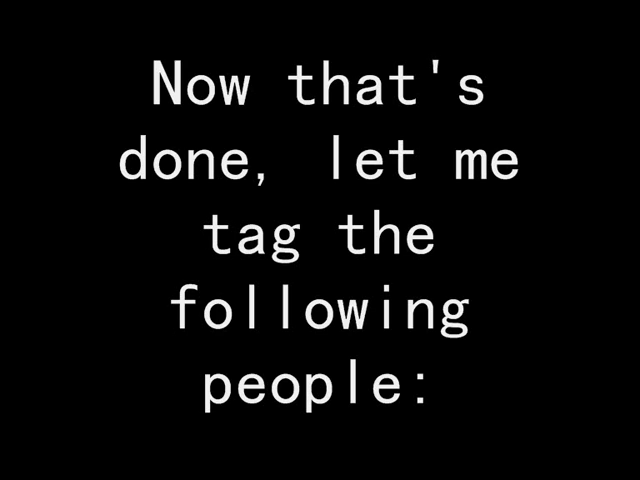 Now that's
done, let me
tag the
following
people: